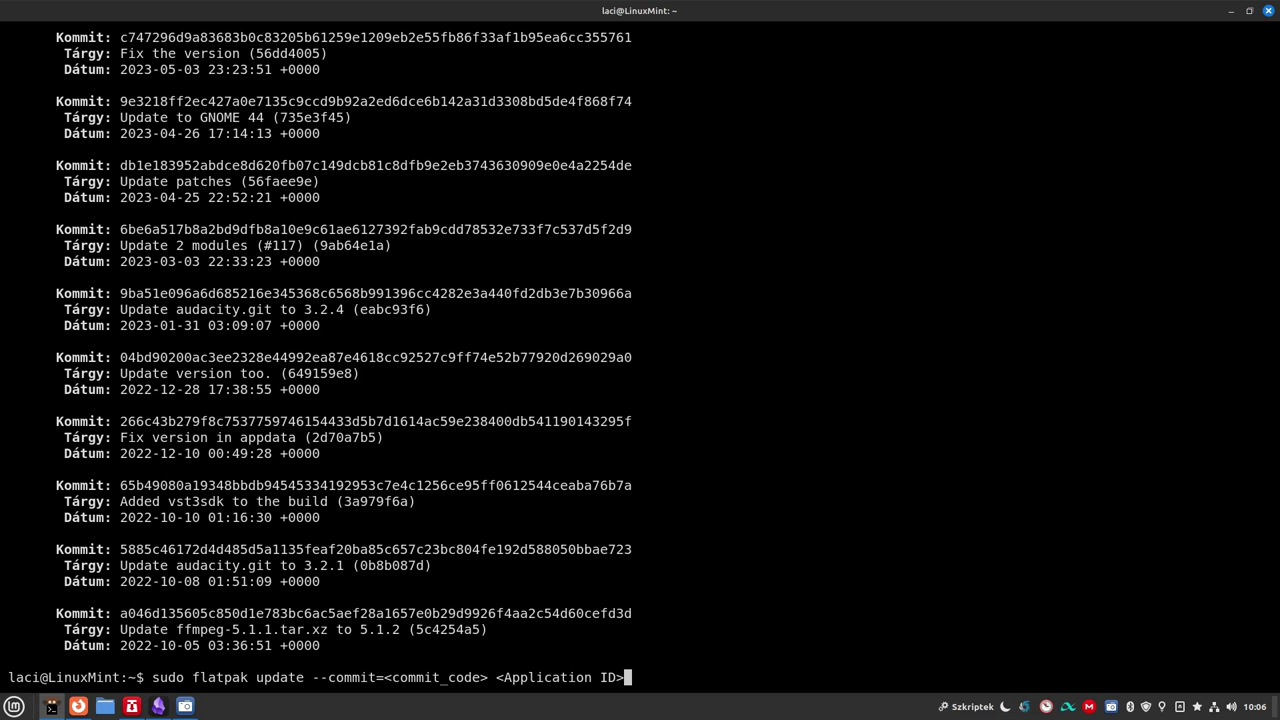 laci@LinuxMint: ~
Kommit: c747296d9a83683b0c83205b61259e1209eb2e55fb86f33af1b95ea6cc355761
Tárgy: Fix the version (56dd4005)
Dátum: 2023-05-03 23:23:51 +0000
Kommit: 9e3218ff2ec427a0e7135c9ccd9b92a2ed6dce6b142a31d3308bd5de4f868f74
Tárgy: Update to GNOME 44 (735e3f45)
Dátum: 2023-04-26 17:14:13 +0000
Kommit: db1e183952abdce8d620fb07c149dcb81c8dfb9e2eb3743630909e0e4a2254de
Tárgy: Update patches (56faee9e)
Dátum: 2023-04-25 22:52:21 +0000
Kommit: 6be6a517b8a2bd9dfb8a10e9c61ae6127392fab9cdd78532e733f7c537d5f2d9
Tárgy: Update 2 modules (#117) (9ab64e1a)
Dátum: 2023-03-03 22:33:23 +0000
Kommit: 9ba51e096a6d685216e345368c6568b991396cc4282e3a440fd2db3e7b30966a
Tárgy: Update audacity.git to 3.2.4 (eabc93f6)
Dátum: 2023-01-31 03:09:07 +0000
Kommit: 04bd90200ac3ee2328e44992ea87e4618cc92527c9ff74e52b77920d269029a0
Tárgy: Update version too. (649159e8)
Dátum: 2022-12-28 17:38:55 +0000
Kommit: 266c43b279f8c7537759746154433d5b7d1614ac59e238400db541190143295f
Tárgy: Fix version in appdata (2d70a7b5)
Dátum: 2022-12-10 00:49:28 +0000
Kommit: 65b49080a19348bbdb94545334192953c7e4c1256ce95ff0612544ceaba76b7a
Tárgy: Added vst3sdk to the build (3a979f6a)
Dátum: 2022-10-10 01:16:30 +0000
Kommit: 5885c46172d4d485d5a1135feaf20ba85c657c23bc804fe192d588050bbae723
Tárgy: Update audacity.git to 3.2.1 (0b8b087d)
Dátum: 2022-10-08 01:51:09 +0000
Kommit: a046d135605c850d1e783bc6ac5aef28a1657e0b29d9926f4aa2c54d60cefd3d
Tárgy: Update ffmpeg-5.1.1.tar.xz to 5.1.2 (5c4254a5)
Dátum: 2022-10-05 03:36:51 +0000
laci@LinuxMint:~$ sudo flatpak update --commit=<commit_code> <Application ID>
Szkriptek 10:06